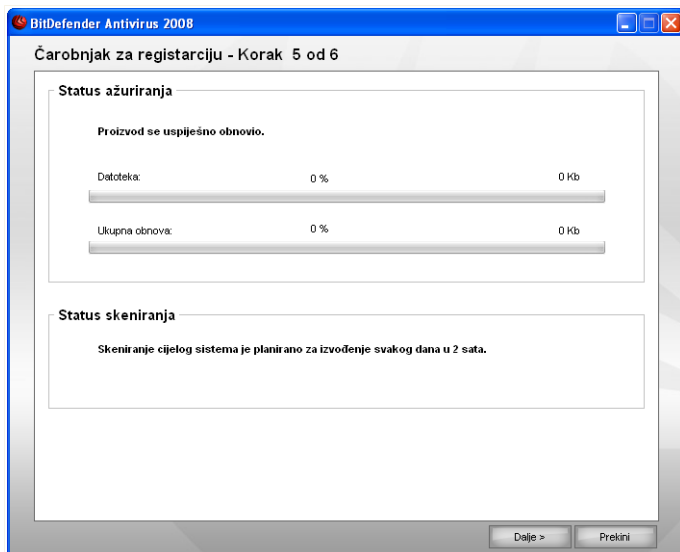 BitDefender Antivirus 2008
Čarobnjak za registarciju - Korak 5 od 6
Status ažuriranja
Proizvod se uspiješno obnovio.
Datoteka: 0 % 0 Kb
Ukupna obnova: 0 % 0 Kb
Status skeniranja
Skeniranje cijelog sistema je planirano za izvođenje svakog dana u 2 sata.
Dalje > Prekini